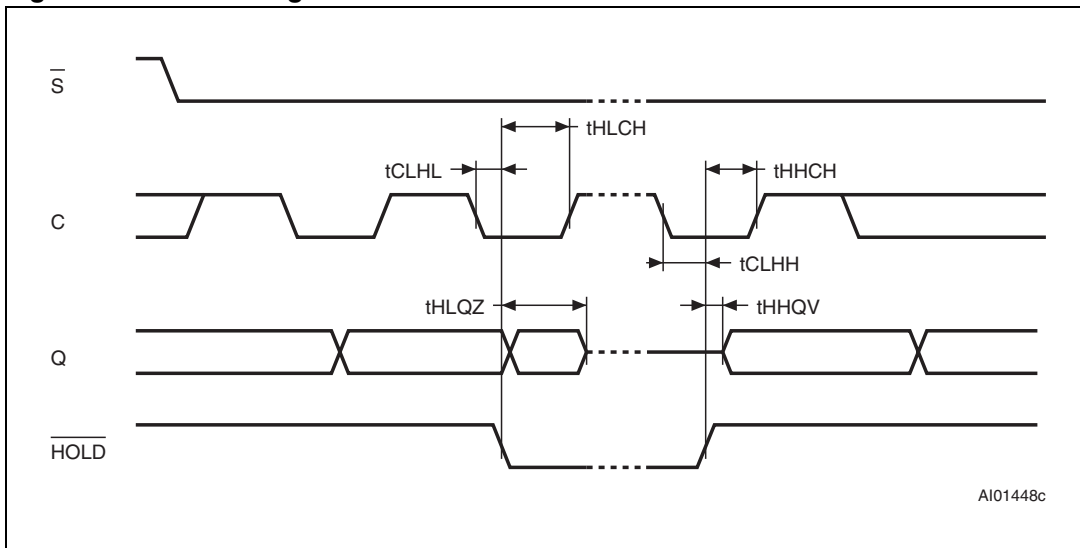 S
tHLCH
tCLHL
tHHCH
C
tCLHH
tHLQZ
tHHQV
Q
HOLD
AI01448c